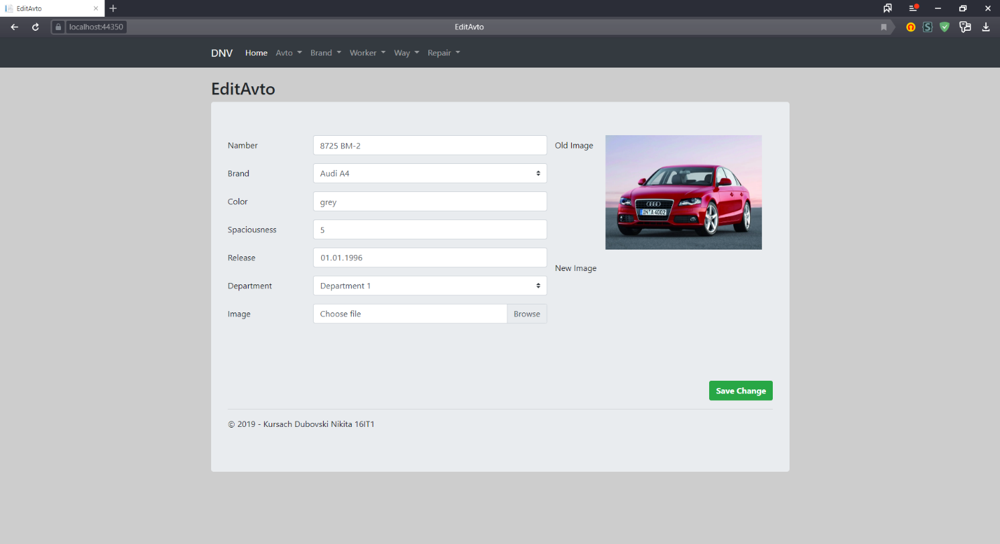 EditAvto
localhost:44350
EditAvto
DNV Home Avto Brand Worker Way Repair
EditAvto
Namber 8725 BM-2
Brand Audi A4
Color grey
Spaciousness 5
Release 01.01.1996
Department Department 1
Image Choose file Browse
Old Image
IN A 4002
New Image
Save Change
© 2019 - Kursach Dubovski Nikita 16IT1